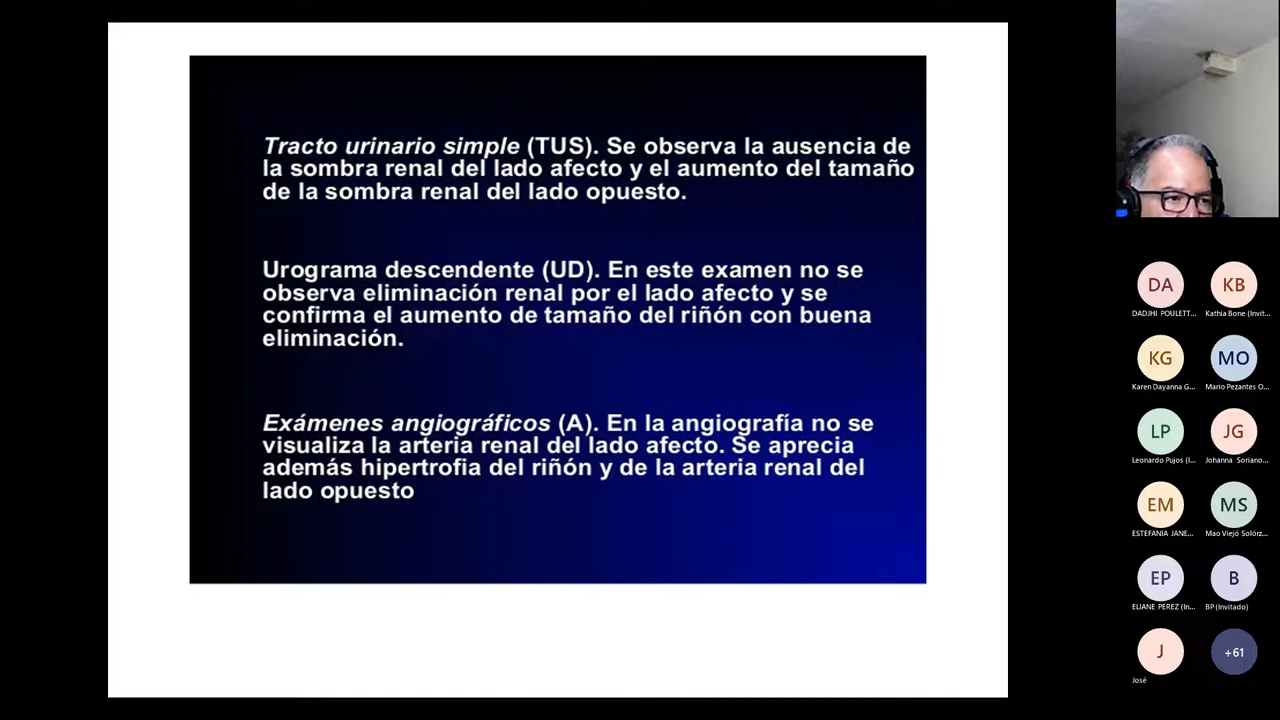 Tracto urinario simple (TUS). Se observa la ausencia de
la sombra renal del lado afecto y el aumento del tamaño
de la sombra renal del lado opuesto.
Urograma descendente (UD). En este examen no se
observa eliminación renal por el lado afecto y se
confirma el aumento de tamaño del riñón con buena
eliminación.
Exámenes angiográficos (A). En la angiografía no se
visualiza la arteria renal del lado afecto. Se aprecia
además hipertrofia del riñón y de la arteria renal del
lado opuesto
DA KB
DADJHI POULETT... Kathia Bone (Invit...
KG MO
Karen Dayanna G... Mario Pezantes O...
LP JG
Leonardo Pujos (I... Johanna Soriano...
EM MS
ESTEFANIA JANE... Mao Viejó Solórz...
EP B
ELIANE PEREZ (In... BP (Invitado)
J +61
José